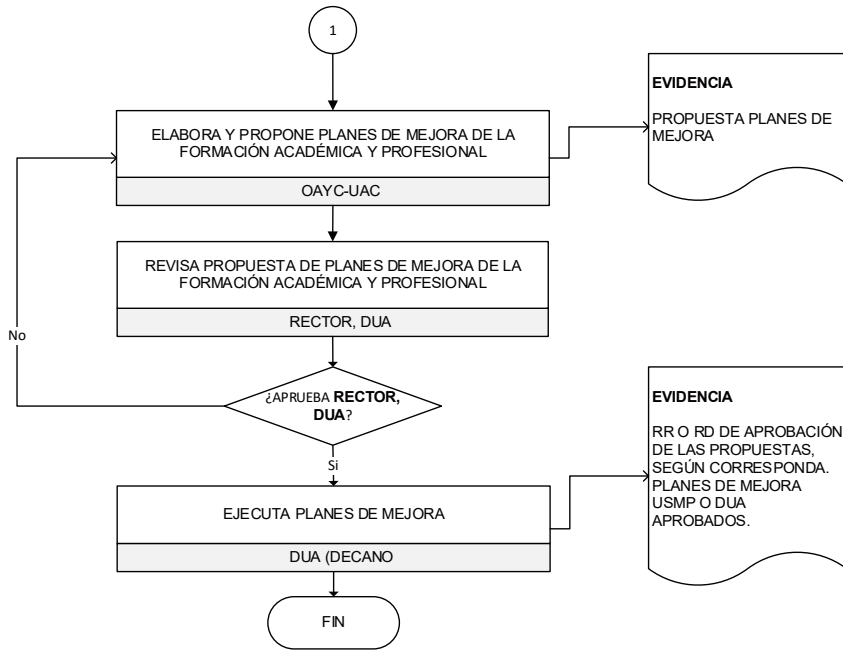 1
EVIDENCIA
PROPUESTA PLANES DE
MEJORA
ELABORA Y PROPONE PLANES DE MEJORA DE LA
FORMACIÓN ACADÉMICA Y PROFESIONAL
OAYC-UAC
REVISA PROPUESTA DE PLANES DE MEJORA DE LA
FORMACIÓN ACADÉMICA Y PROFESIONAL
RECTOR, DUA
No
¿APRUEBA RECTOR,
DUA?
Si
EVIDENCIA
RR O RD DE APROBACIÓN
DE LAS PROPUESTAS,
SEGÚN CORRESPONDA.
PLANES DE MEJORA
USMP O DUA
APROBADOS.
EJECUTA PLANES DE MEJORA
DUA (DECANO
FIN